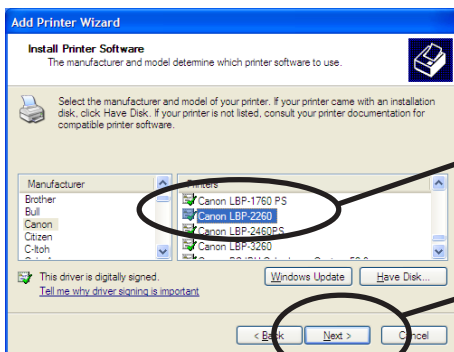 Add Printer Wizard
Install Printer Software
The manufacturer and model determine which printer software to use.
Select the manufacturer and model of your printer. If your printer came with an installation
disk, click Have Disk. If your printer is not listed, consult your printer documentation for
compatible printer software.
Manufacturer
Brother
Bull
Canon
Citizen
C-Itoh
Printers
Canon LBP-1760 PS
Canon LBP-2260
Canon LBP-2460PS
Canon LBP-3260
This driver is digitally signed.
Tell me why driver signing is important
Windows Update
Have Disk...
< Back
Next >
Cancel